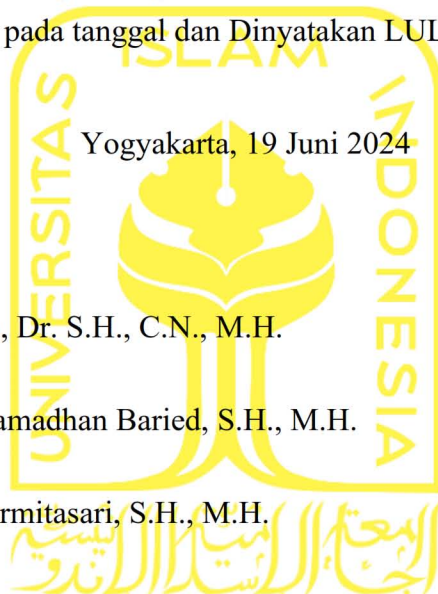 pada tanggal dan Dinyatakan LUL
ISLAM
UNIVERSITAS
INDONESIA
Yogyakarta, 19 Juni 2024
, Dr. S.H., C.N., M.H.
amadhan Baried, S.H., M.H.
rmitasari, S.H., M.H.